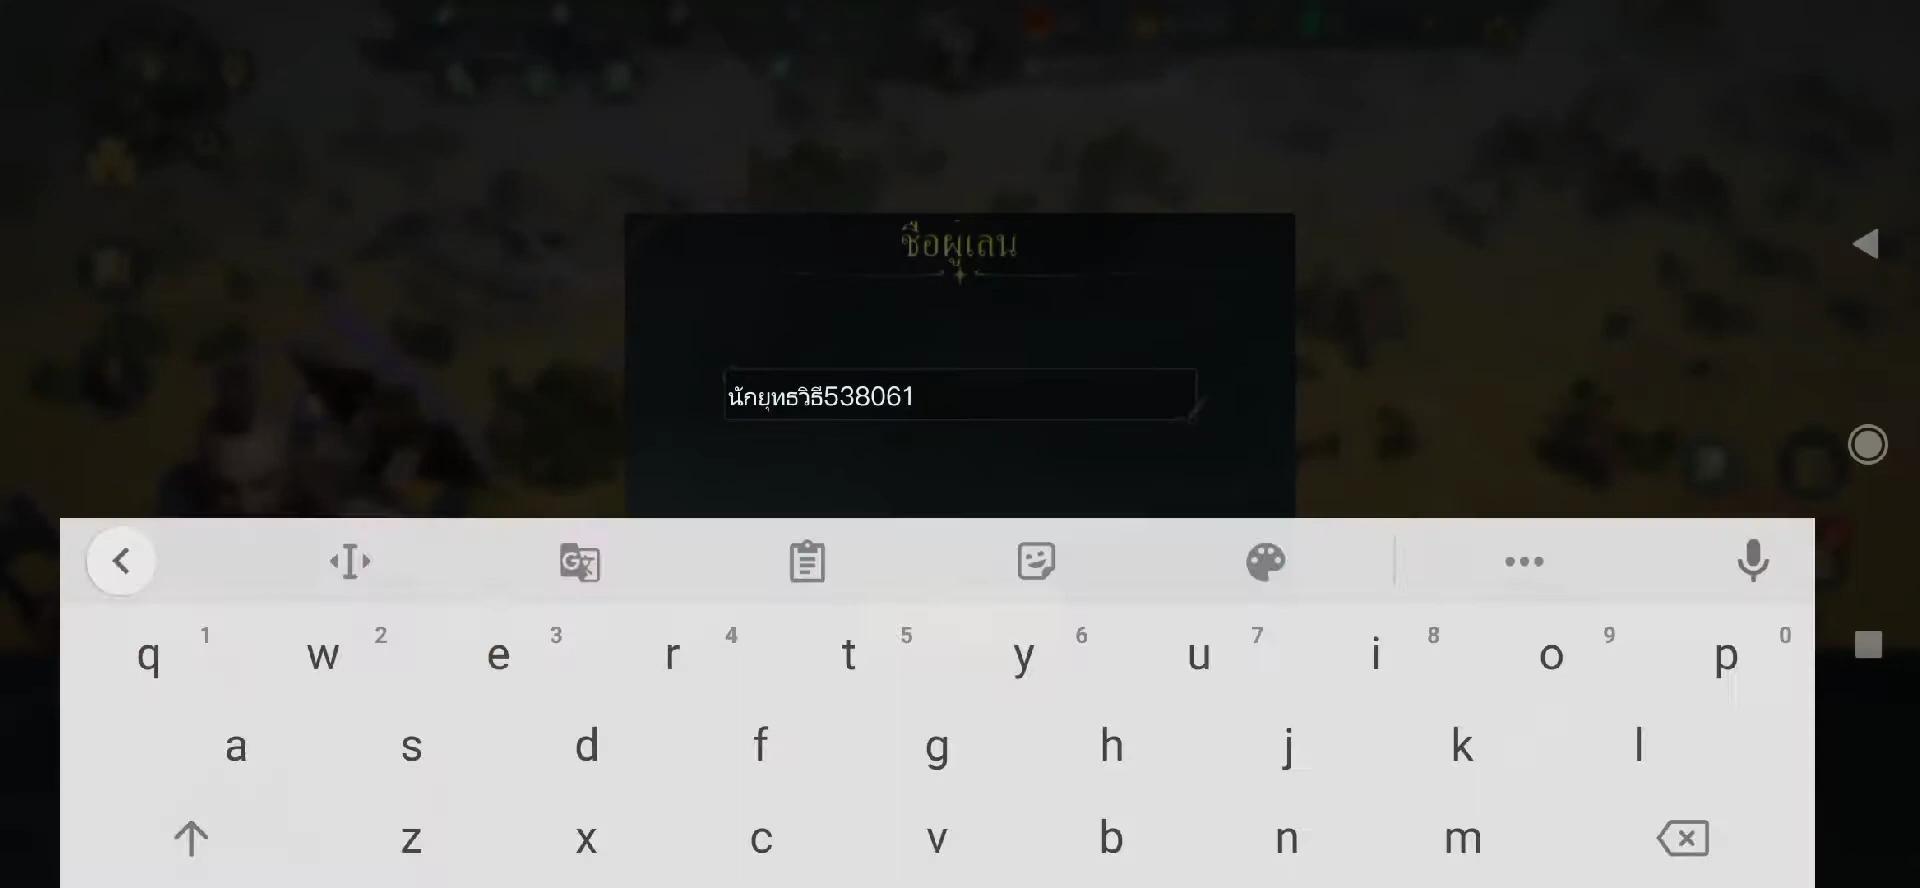 ชื่อผู้เล่น
นักยุทธวิธี538061
q 1 w 2 e 3 r 4 t 5 y 6 u 7 i 8 o 9 p 0
a s d f g h j k l
z x c v b n m